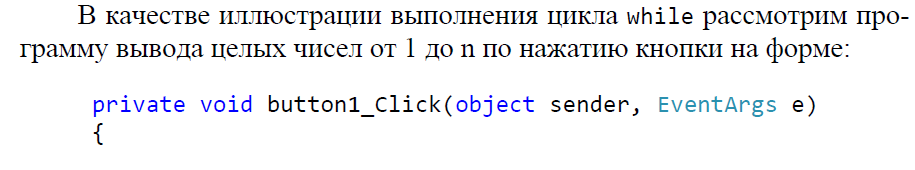 В качестве иллюстрации выполнения цикла while рассмотрим про-
грамму вывода целых чисел от 1 до n по нажатию кнопки на форме:
private void button1_Click(object sender, EventArgs e)
{